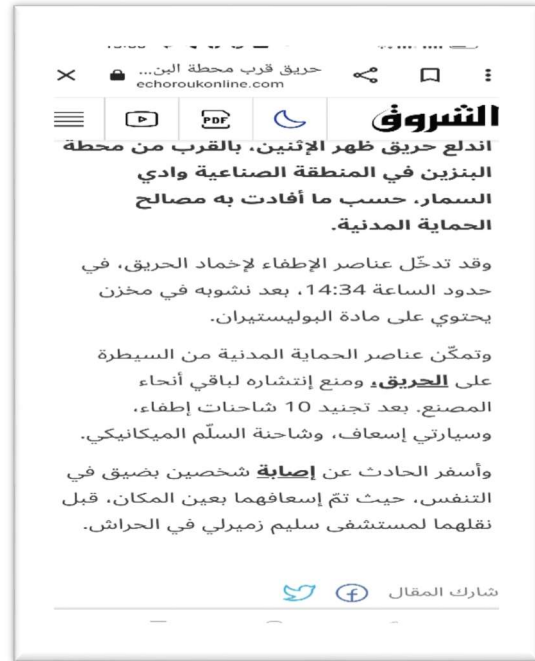 حريق قرب محطة البن...
echoroukonline.com
PDF
الشروق
اندلع حريق ظهر الإثنين، بالقرب من محطة
البنزين في المنطقة الصناعية وادي
السمار، حسب ما أفادت به مصالح
الحماية المدنية.
وقد تدخّل عناصر الإطفاء لإخماد الحريق، في
حدود الساعة 14:34، بعد نشوبه في مخزن
يحتوي على مادة البوليستيران.
وتمكّن عناصر الحماية المدنية من السيطرة
على الحريق، ومنع إنتشاره لباقي أنحاء
المصنع. بعد تجنيد 10 شاحنات إطفاء،
وسيارتي إسعاف، وشاحنة السلّم الميكانيكي.
وأسفر الحادث عن إصابة شخصين بضيق في
التنفس، حيث تمّ إسعافهما بعين المكان، قبل
نقلهما لمستشفى سليم زميرلي في الحراش.
شارك المقال